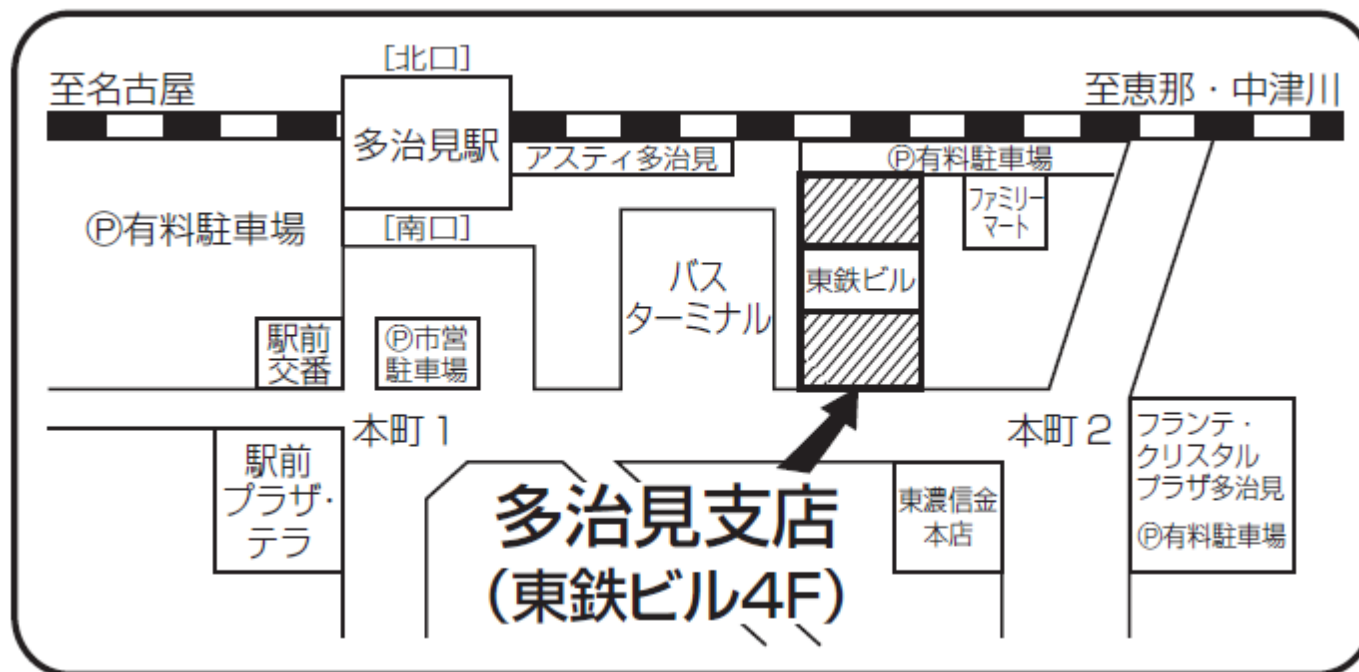 ［北口］
至名古屋
至恵那・中津川
多治見駅
アスティ多治見
Ⓟ有料駐車場
Ⓟ有料駐車場
［南口］
ファミリー
マート
バス
ターミナル
東鉄ビル
駅前
交番
Ⓟ市営
駐車場
本町1
本町2
駅前
プラザ・
テラ
多治見支店
（東鉄ビル4F）
東濃信金
本店
フランテ・
クリスタル
プラザ多治見
Ⓟ有料駐車場